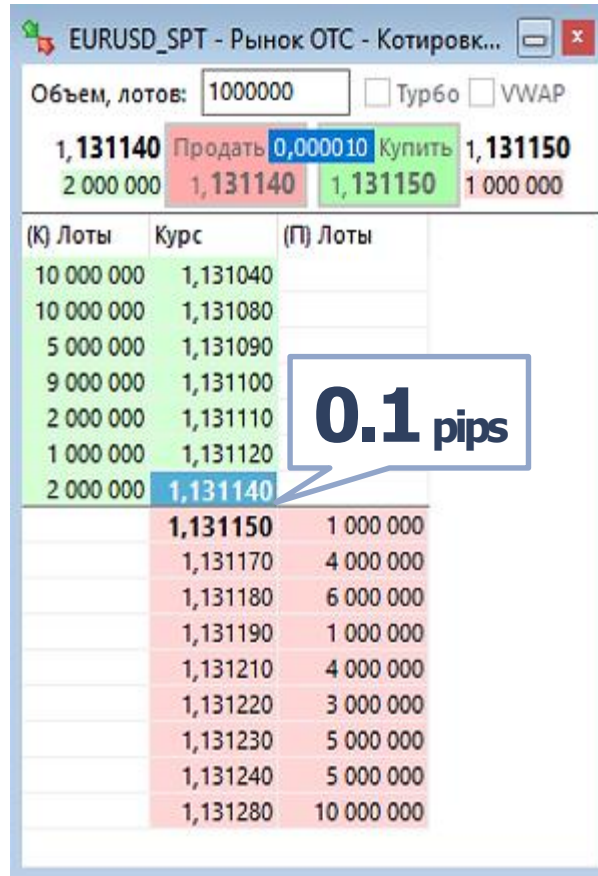 EURUSD_SPT - Рынок ОТС - Котировк...
Объем, лотов: 1000000 Турбо VWAP
1,131140 Продать 0,000010 Купить 1,131150
2 000 000 1,131140 1,131150 1 000 000
(К) Лоты Курс (П) Лоты
10 000 000 1,131040
10 000 000 1,131080
5 000 000 1,131090
9 000 000 1,131100
2 000 000 1,131110
1 000 000 1,131120
2 000 000 1,131140
0.1 pips
1,131150 1 000 000
1,131170 4 000 000
1,131180 6 000 000
1,131190 1 000 000
1,131210 4 000 000
1,131220 3 000 000
1,131230 5 000 000
1,131240 5 000 000
1,131280 10 000 000